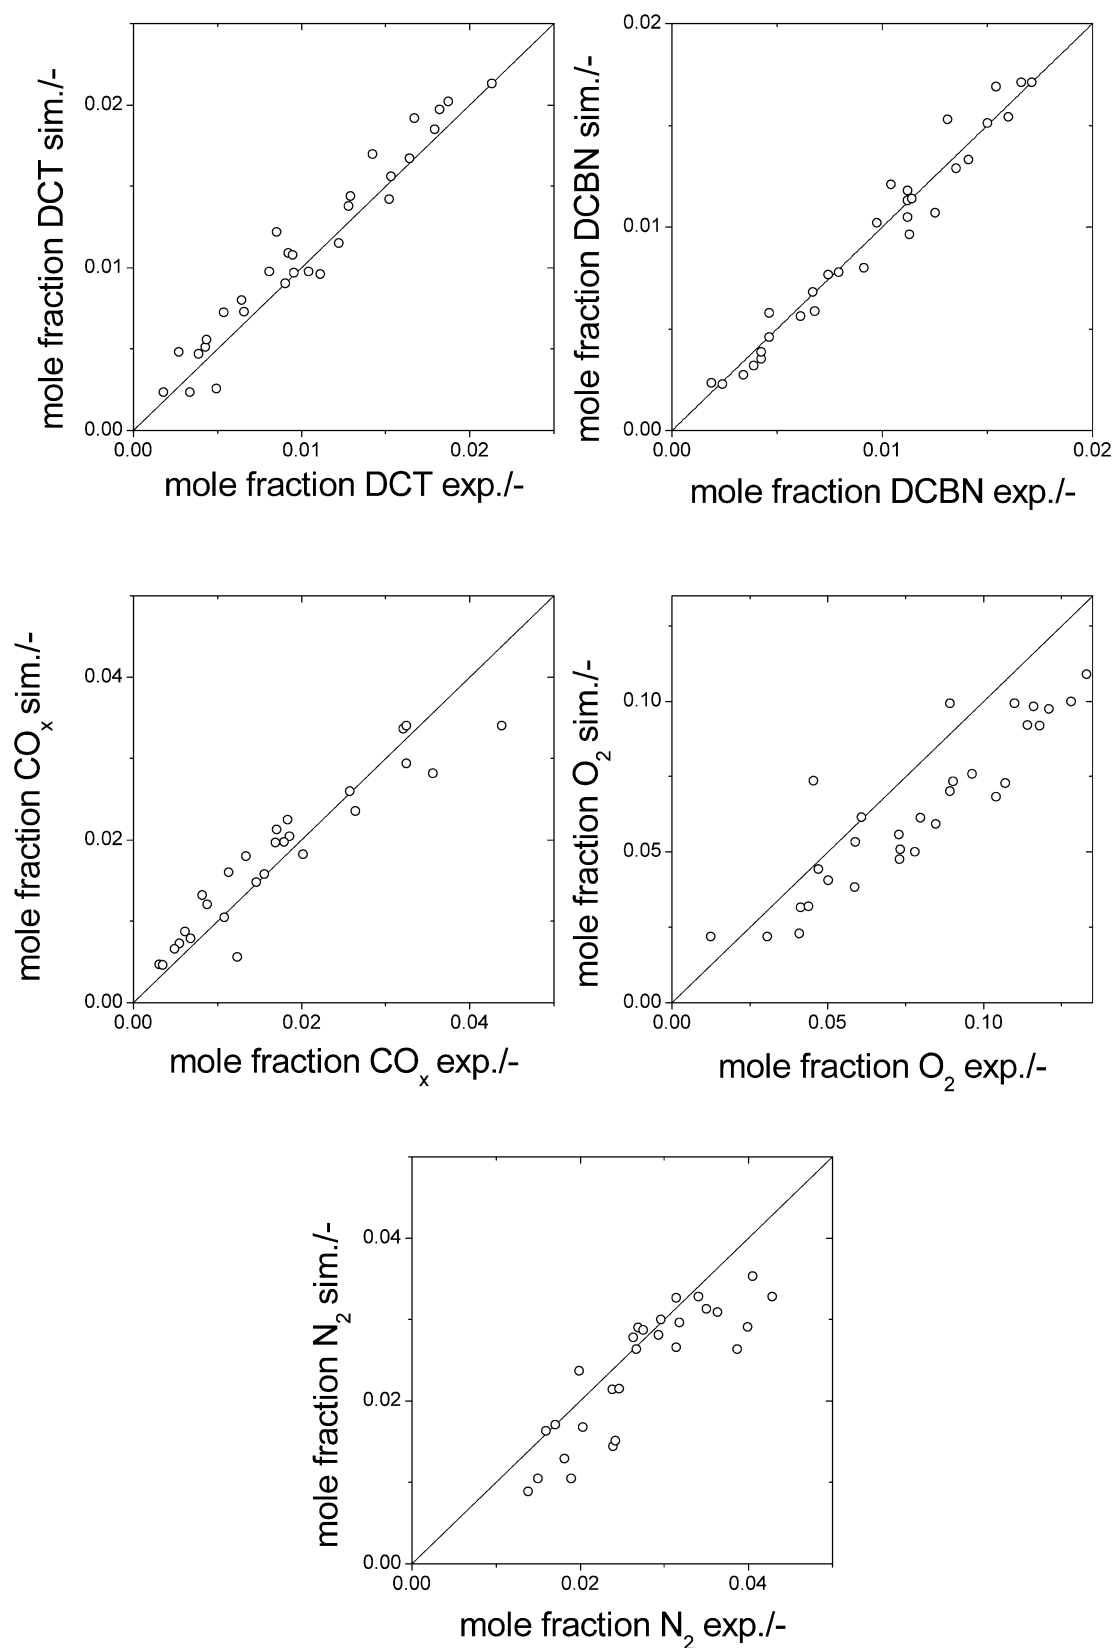 mole fraction DCT sim./-
0.02
0.01
0.00
0.00 0.01 0.02
mole fraction DCT exp./-
mole fraction DCBN sim./-
0.02
0.01
0.00
0.00 0.01 0.02
mole fraction DCBN exp./-
mole fraction COx sim./-
0.04
0.02
0.00
0.00 0.02 0.04
mole fraction COx exp./-
mole fraction O2 sim./-
0.10
0.05
0.00
0.00 0.05 0.10
mole fraction O2 exp./-
mole fraction N2 sim./-
0.04
0.02
0.00
0.00 0.02 0.04
mole fraction N2 exp./-